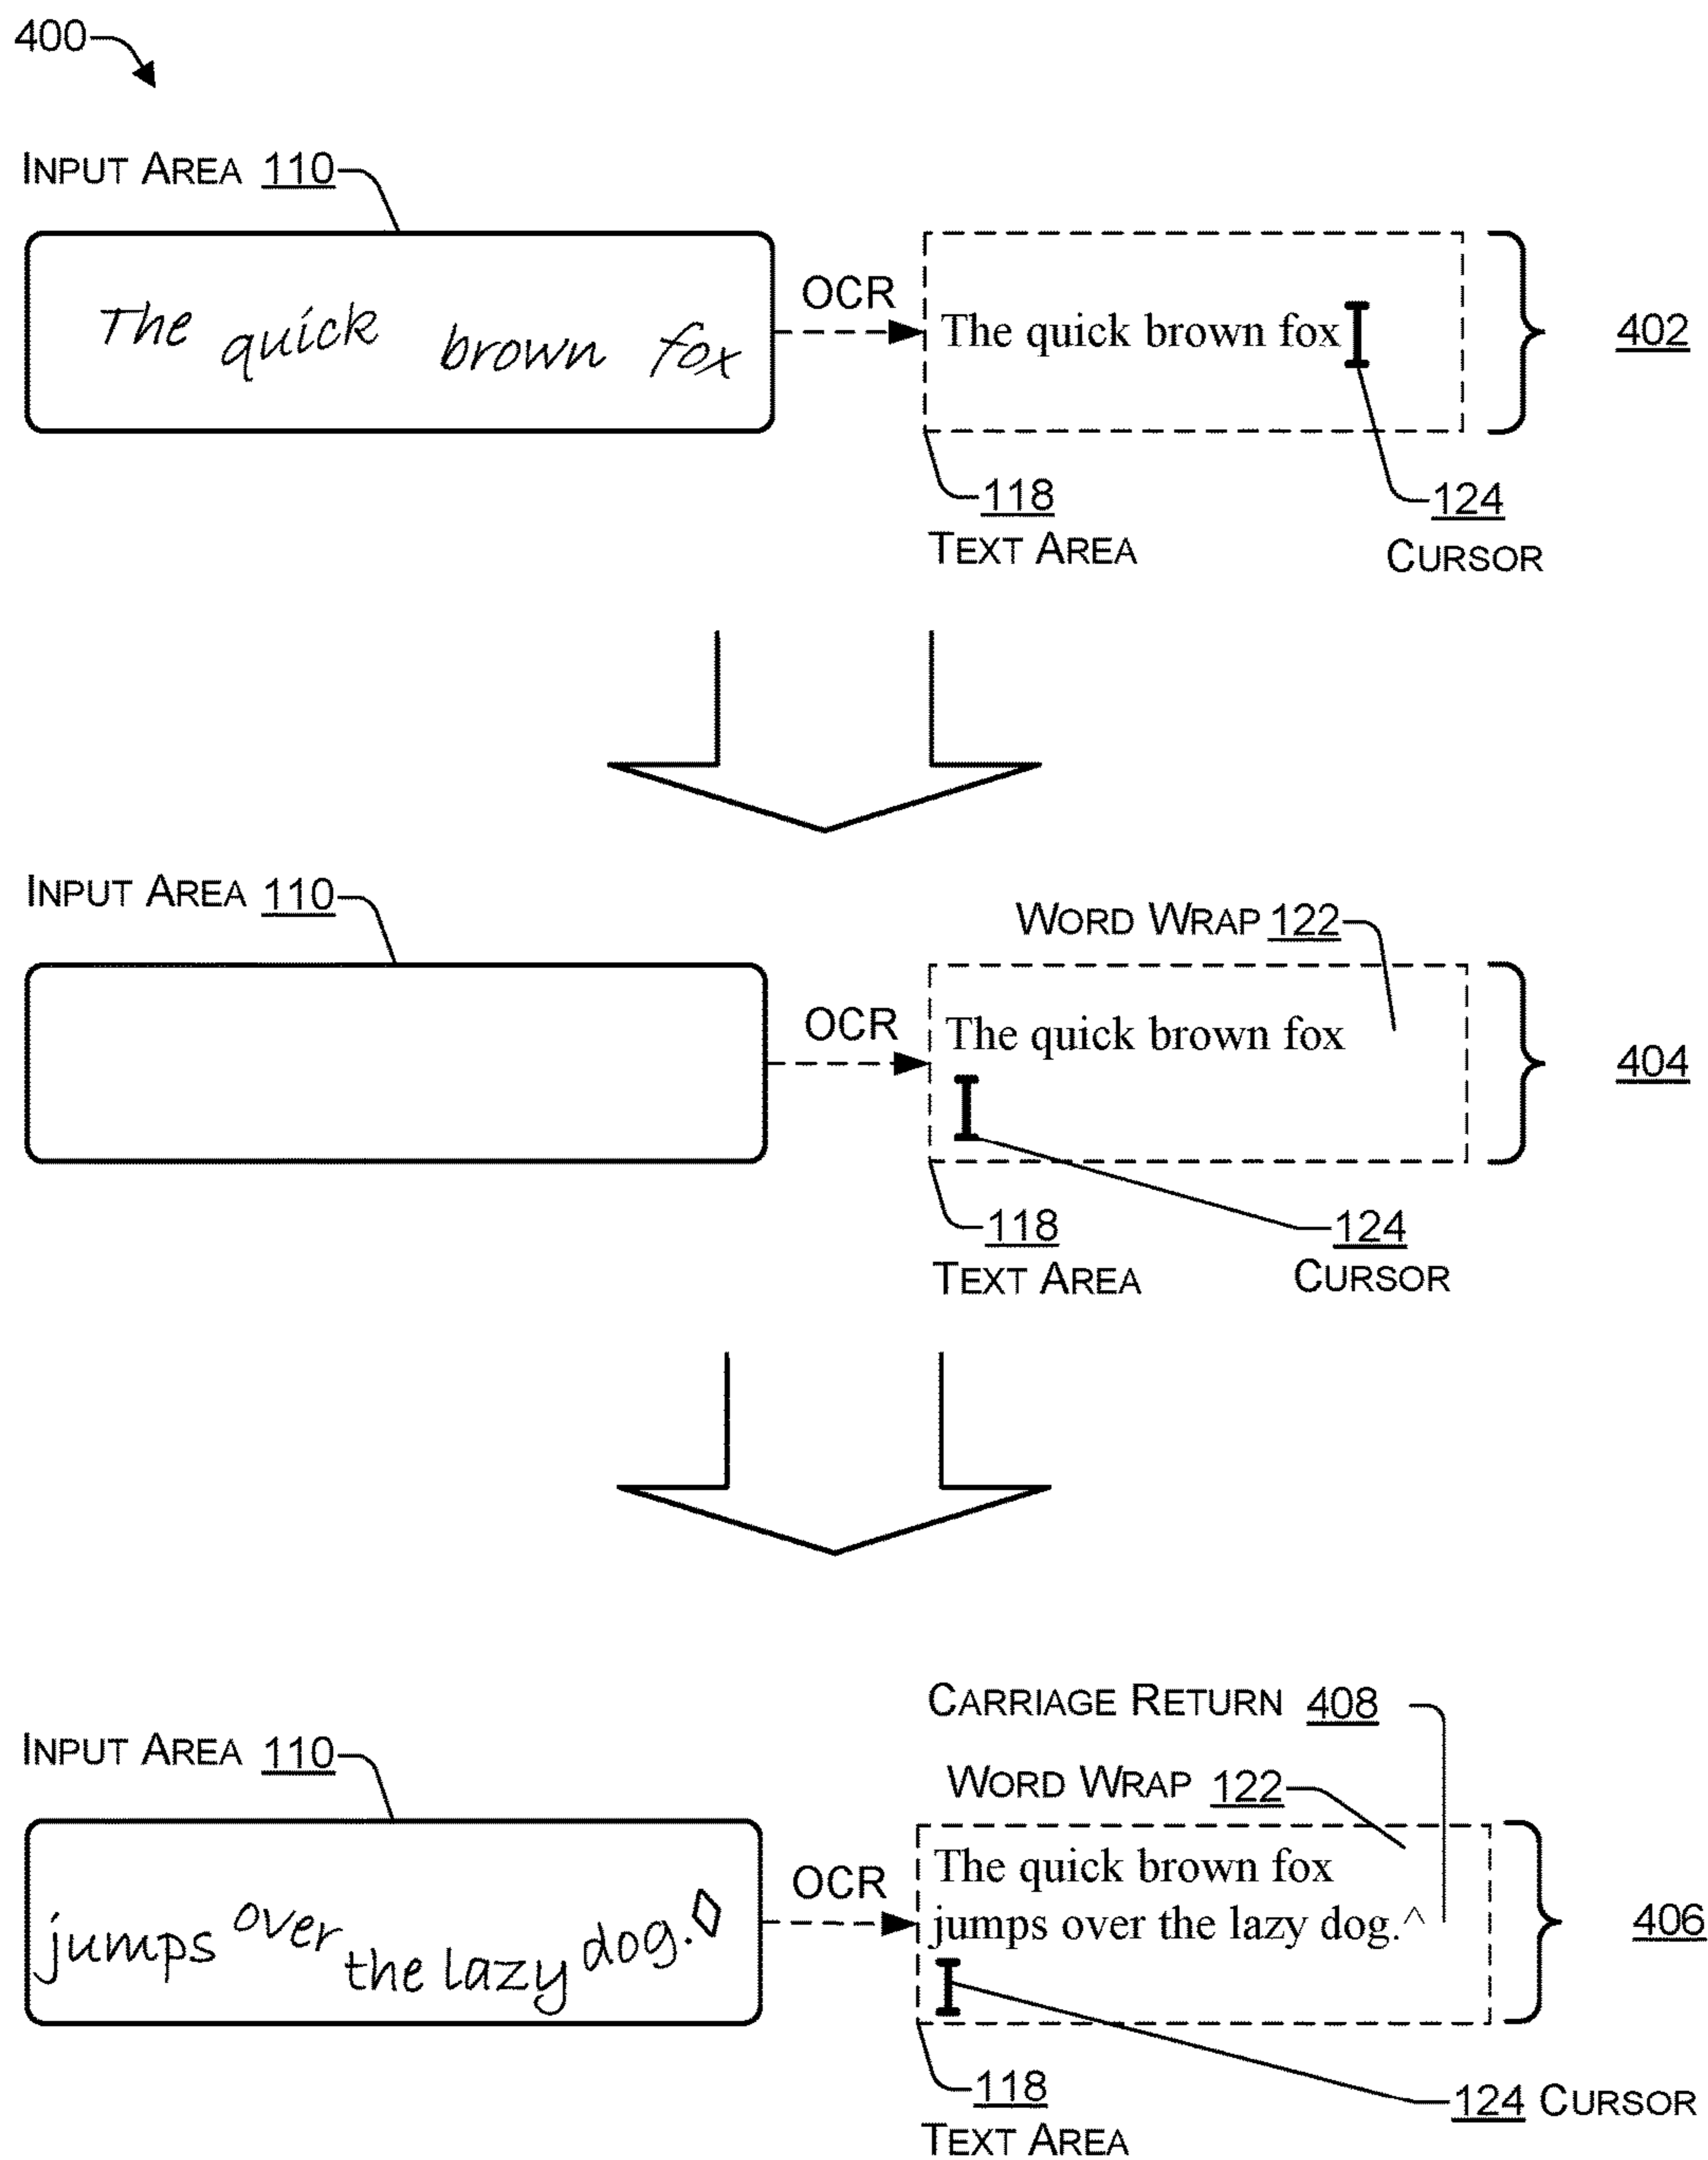 400
INPUT AREA 110
The quick brown fox
OCR
The quick brown fox
402
118
TEXT AREA
124
CURSOR
INPUT AREA 110
WORD WRAP 122
OCR
The quick brown fox
404
118
TEXT AREA
124
CURSOR
CARRIAGE RETURN 408
INPUT AREA 110
WORD WRAP 122
jumps over the lazy dog.◊
OCR
The quick brown fox
jumps over the lazy dog.^
406
118
TEXT AREA
124 CURSOR